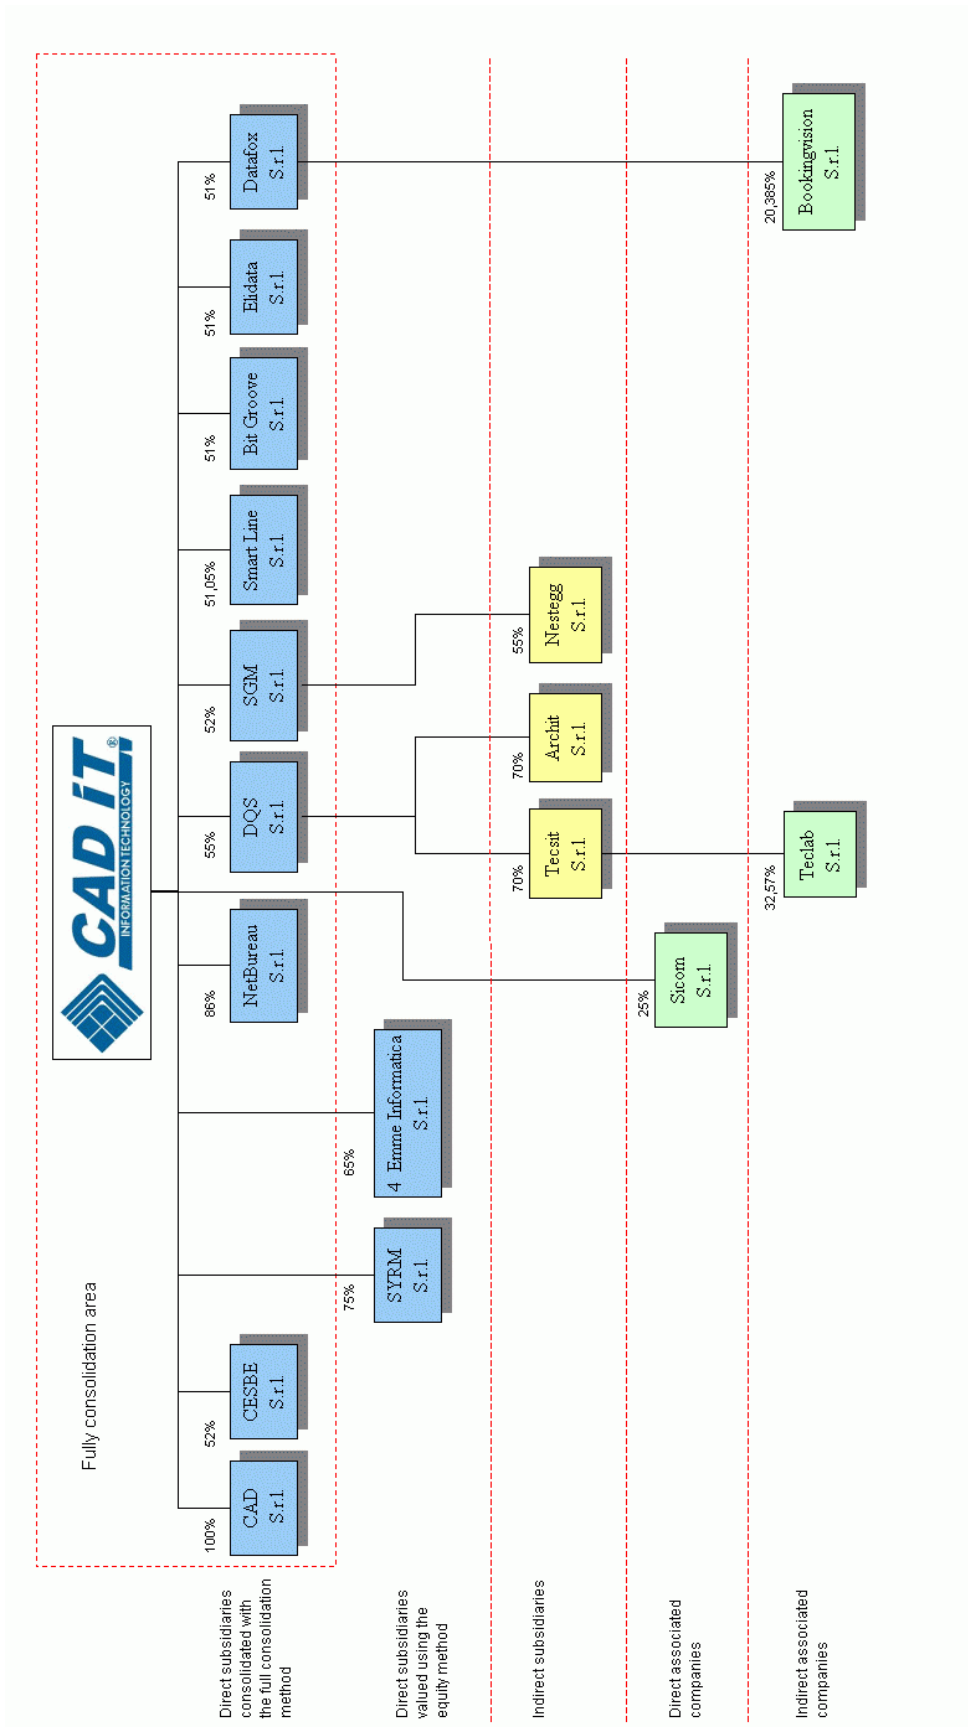 CAD iT®
INFORMATION TECHNOLOGY
Fully consolidation area
Direct subsidiaries
consolidated with
the full consolidation
method
100%
CAD
S.r.l.
52%
CESBE
S.r.l.
86%
NetBureau
S.r.l.
55%
DQS
S.r.l.
52%
SGM
S.r.l.
51,05%
Smart Line
S.r.l.
51%
Bit Groove
S.r.l.
51%
Elidata
S.r.l.
51%
Datafox
S.r.l.
Direct subsidiaries
valued using the
equity method
75%
SYRM
S.r.l.
65%
4 Emme Informatica
S.r.l.
Indirect subsidiaries
70%
Tecsit
S.r.l.
70%
Archit
S.r.l.
55%
Nestegg
S.r.l.
Direct associated
companies
25%
Sicom
S.r.l.
Indirect associated
companies
32,57%
Teclab
S.r.l.
20,385%
Bookingvision
S.r.l.